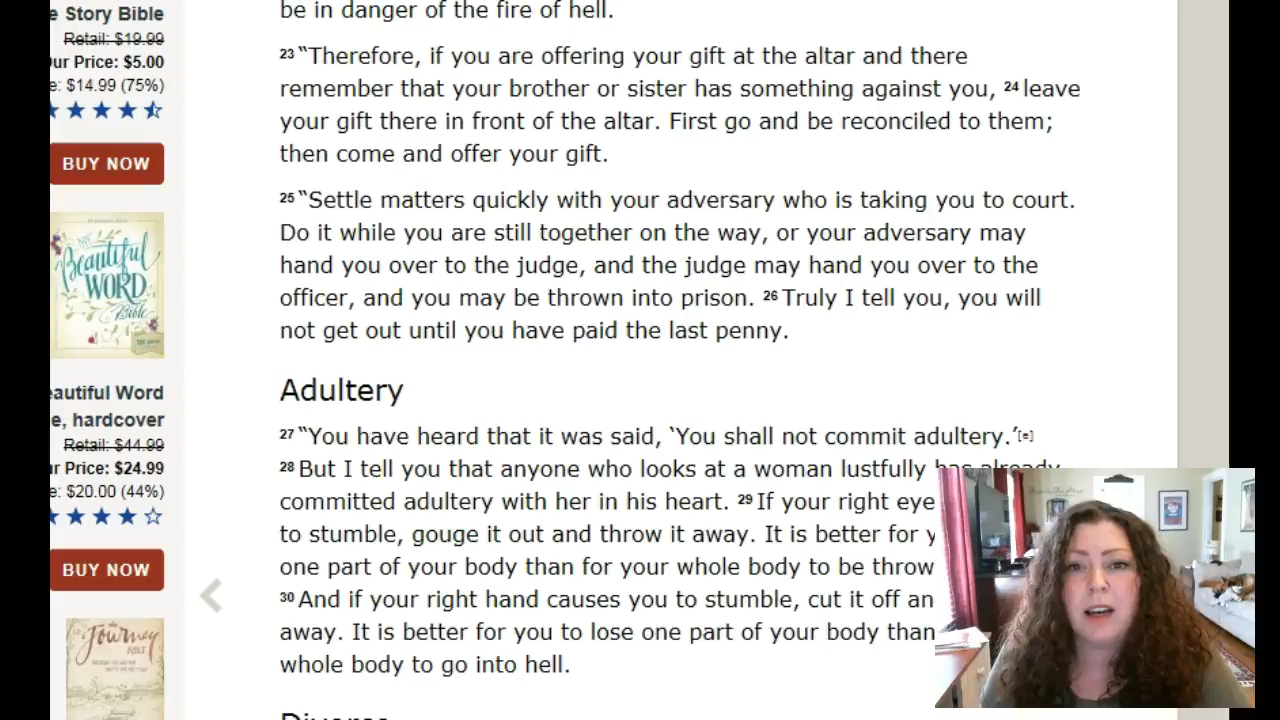 e Story Bible
Retail: $19.99
ur Price: $5.00
e: $14.99 (75%)
BUY NOW
MY
Beautiful
WORD
Bible
eautiful Word
e, hardcover
Retail: $44.99
r Price: $24.99
e: $20.00 (44%)
BUY NOW
the
Journey
BIBLE
be in danger of the fire of hell.
23 “Therefore, if you are offering your gift at the altar and there
remember that your brother or sister has something against you, 24 leave
your gift there in front of the altar. First go and be reconciled to them;
then come and offer your gift.
25 “Settle matters quickly with your adversary who is taking you to court.
Do it while you are still together on the way, or your adversary may
hand you over to the judge, and the judge may hand you over to the
officer, and you may be thrown into prison. 26 Truly I tell you, you will
not get out until you have paid the last penny.
Adultery
27 “You have heard that it was said, ‘You shall not commit adultery.’[e]
28 But I tell you that anyone who looks at a woman lustfully has already
committed adultery with her in his heart. 29 If your right eye
to stumble, gouge it out and throw it away. It is better for y
one part of your body than for your whole body to be throw
30 And if your right hand causes you to stumble, cut it off an
away. It is better for you to lose one part of your body than
whole body to go into hell.
Divorce